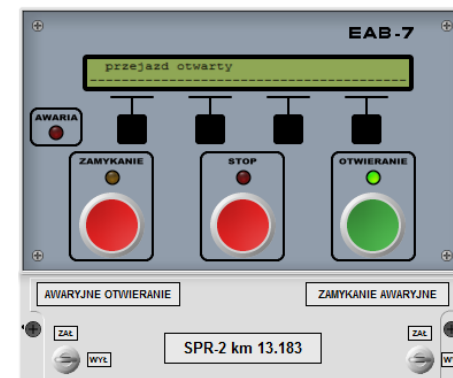 EAB-7
przejazd otwarty
AWARIA
ZAMYKANIE
STOP
OTWIERANIE
AWARYJNE OTWIERANIE
ZAMYKANIE AWARYJNE
ZAŁ
WYŁ
SPR-2 km 13.183
ZAŁ